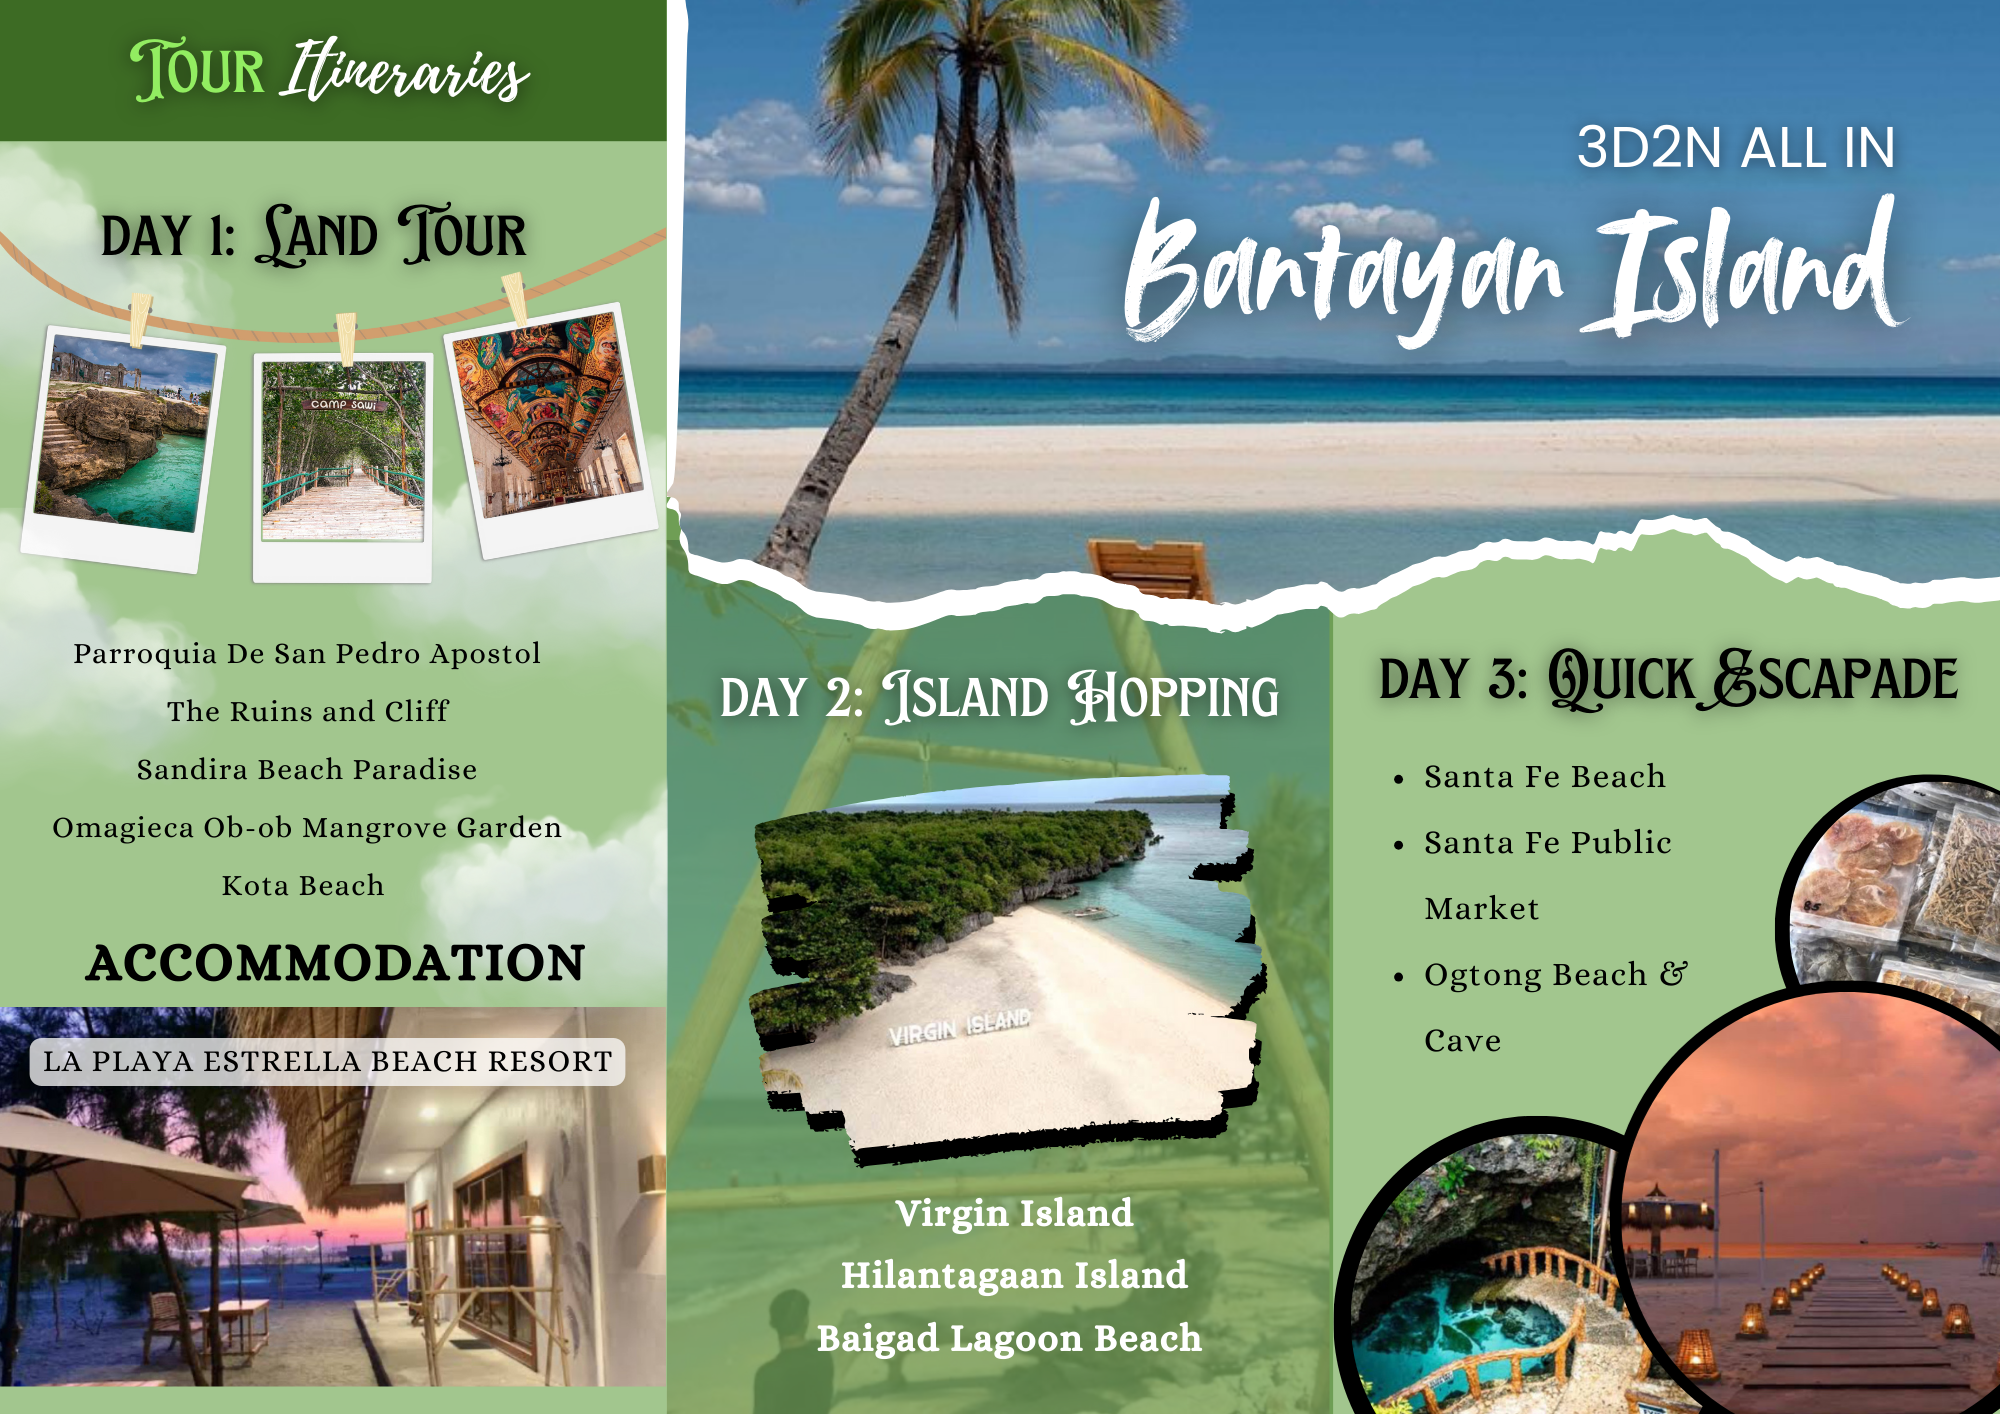 Tour Itineraries
DAY 1: Land Tour
CAMP SAWI
Parroquia De San Pedro Apostol
The Ruins and Cliff
Sandira Beach Paradise
Omagieca Ob-ob Mangrove Garden
Kota Beach
ACCOMMODATION
LA PLAYA ESTRELLA BEACH RESORT
3D2N ALL IN
Bantayan Island
DAY 2: Island Hopping
VIRGIN ISLAND
Virgin Island
Hilantagaan Island
Baigad Lagoon Beach
DAY 3: Quick Escapade
• Santa Fe Beach
• Santa Fe Public
Market
• Ogtong Beach &
Cave
85